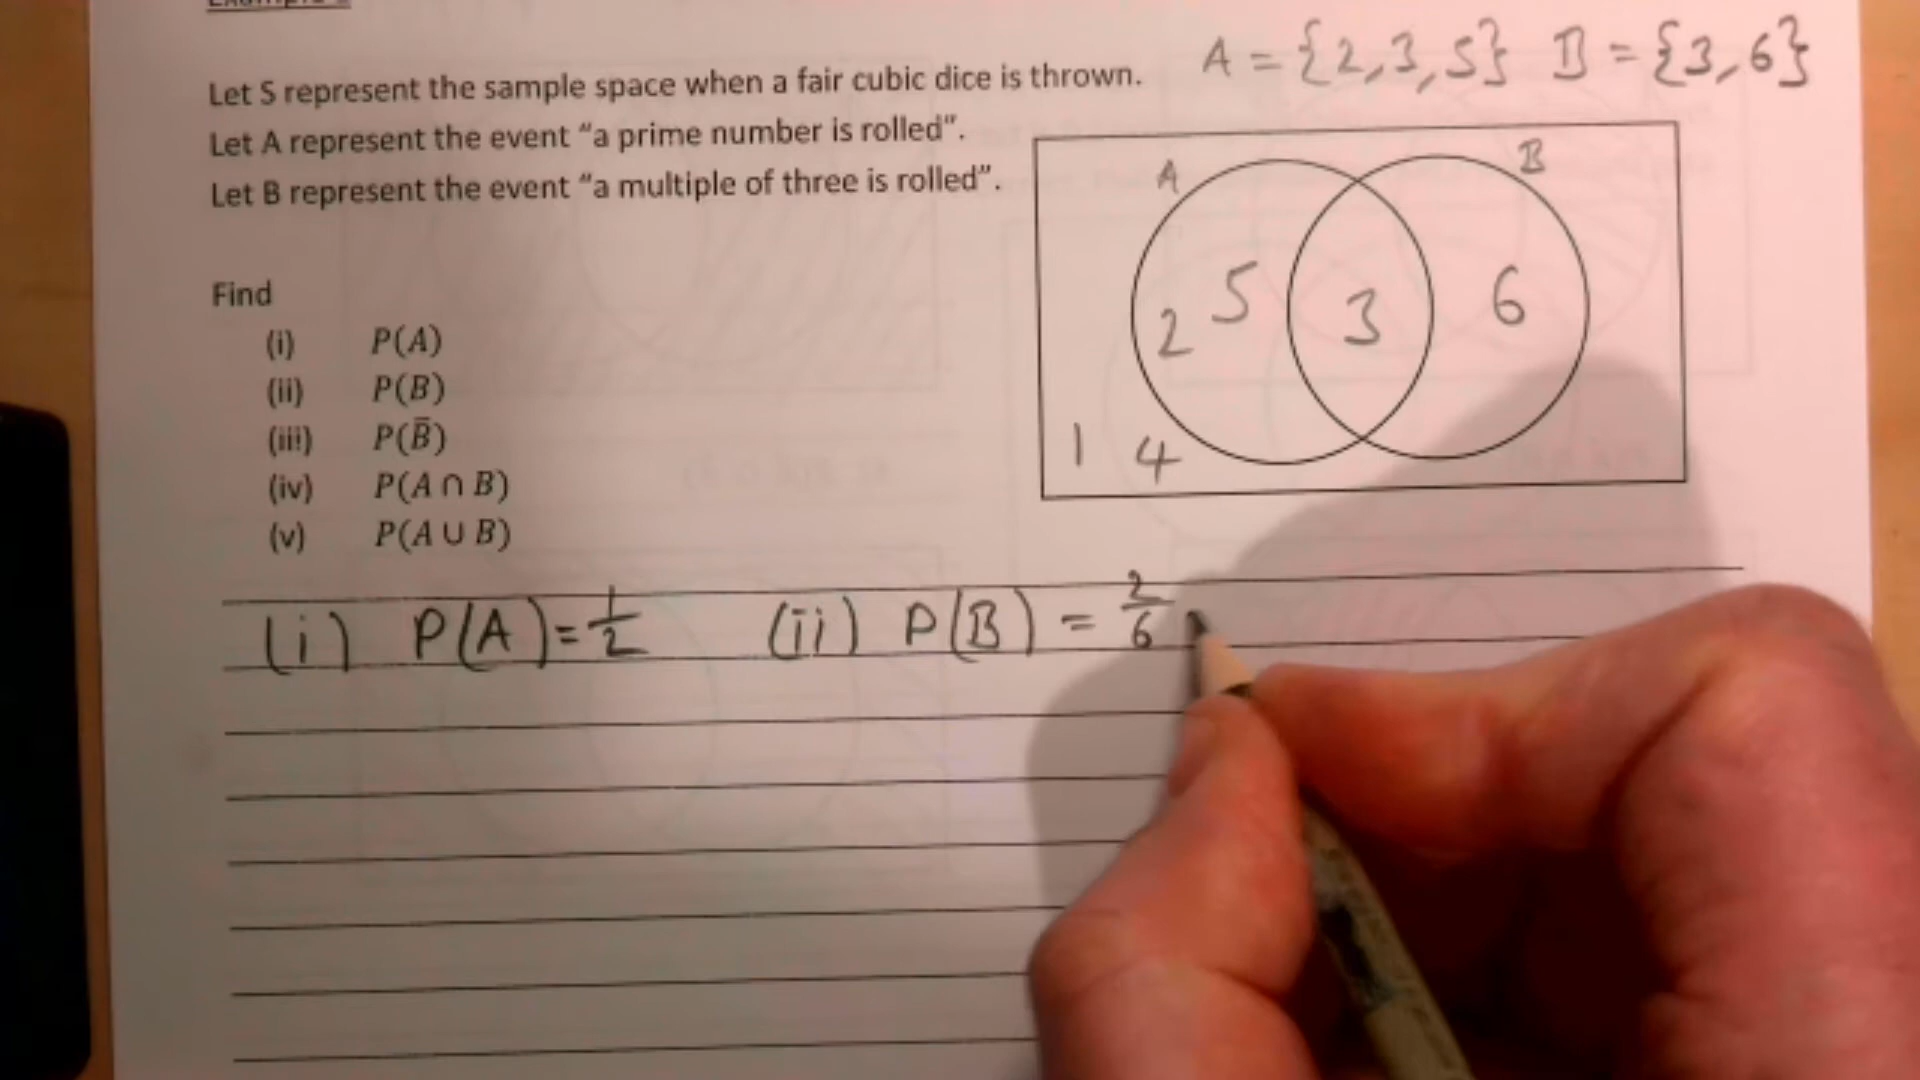 A = {2,3,5} B = {3,6}
Let S represent the sample space when a fair cubic dice is thrown.
Let A represent the event “a prime number is rolled”.
Let B represent the event “a multiple of three is rolled”.
A B
2 5 3 6
1 4
Find
(i) P(A)
(ii) P(B)
(iii) P(B̄)
(iv) P(A ∩ B)
(v) P(A ∪ B)
(i) P(A) = 1/2 (ii) P(B) = 2/6